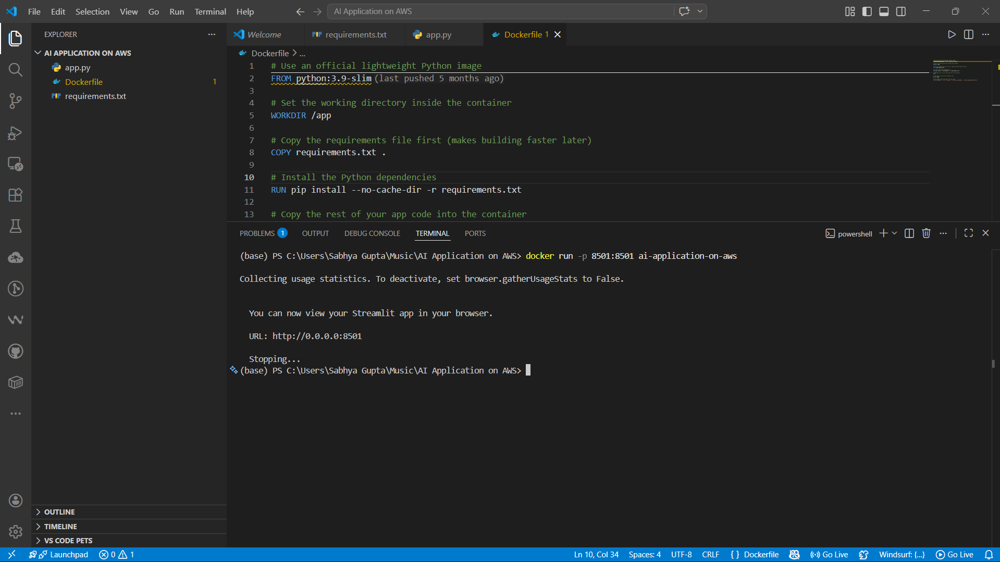 File Edit Selection View Go Run Terminal Help
AI Application on AWS
EXPLORER
AI APPLICATION ON AWS
app.py
Dockerfile 1
requirements.txt
OUTLINE
TIMELINE
VS CODE PETS
Welcome requirements.txt app.py Dockerfile 1
Dockerfile > ...
1 # Use an official lightweight Python image
2 FROM python:3.9-slim (last pushed 5 months ago)
3
4 # Set the working directory inside the container
5 WORKDIR /app
6
7 # Copy the requirements file first (makes building faster later)
8 COPY requirements.txt .
9
10 # Install the Python dependencies
11 RUN pip install --no-cache-dir -r requirements.txt
12
13 # Copy the rest of your app code into the container
PROBLEMS 1 OUTPUT DEBUG CONSOLE TERMINAL PORTS
powershell
(base) PS C:\Users\Sabhya Gupta\Music\AI Application on AWS> docker run -p 8501:8501 ai-application-on-aws
Collecting usage statistics. To deactivate, set browser.gatherUsageStats to False.
You can now view your Streamlit app in your browser.
URL: http://0.0.0.0:8501
Stopping...
(base) PS C:\Users\Sabhya Gupta\Music\AI Application on AWS>
Launchpad 0 1 Ln 10, Col 34 Spaces: 4 UTF-8 CRLF { } Dockerfile Go Live Windsurf: {...} Go Live